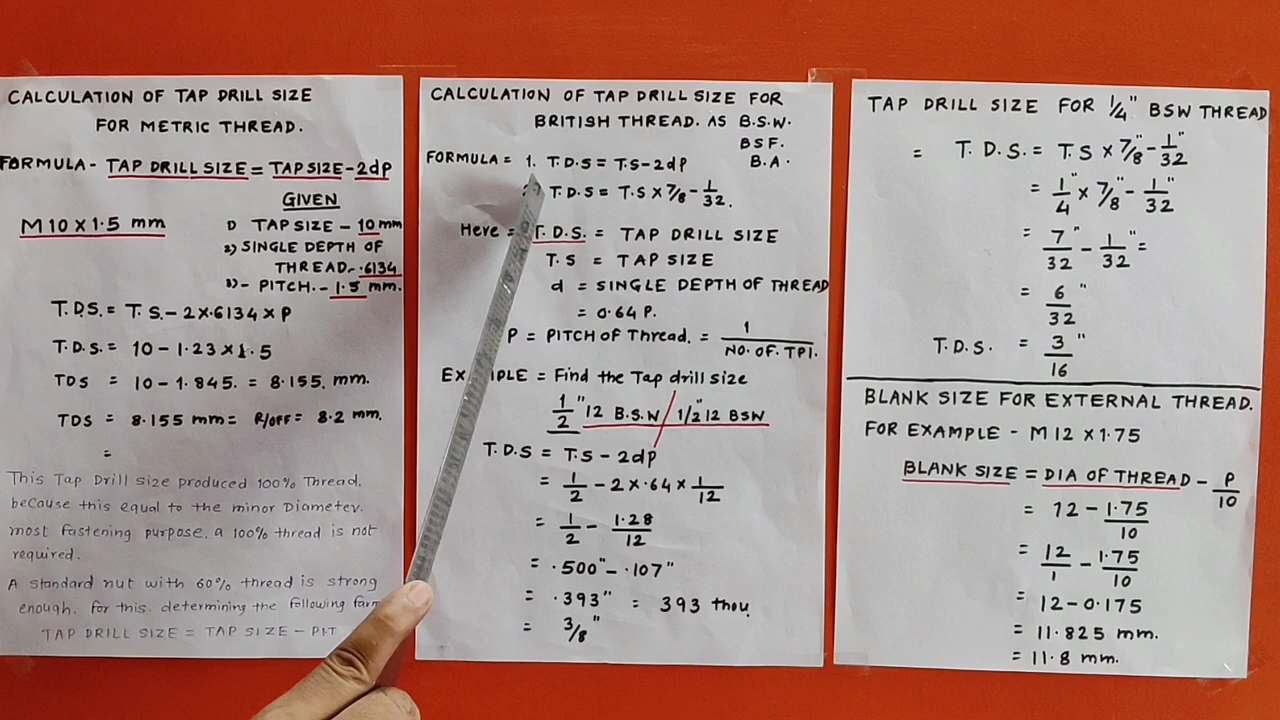 CALCULATION OF TAP DRILL SIZE
FOR METRIC THREAD.
FORMULA - TAP DRILL SIZE = TAP SIZE - 2dP
GIVEN
M10 X 1.5 mm
1) TAP SIZE - 10 mm
2) SINGLE DEPTH OF
THREAD - .6134
3) - PITCH. - 1.5 mm.
T.D.S. = T.S. - 2 X .6134 X P
T.D.S. = 10 - 1.23 X 1.5
TDS = 10 - 1.845. = 8.155. mm.
TDS = 8.155 mm = R/OFF = 8.2 mm.
=
This Tap Drill size produced 100% Thread.
because this equal to the minor Diameter.
most fastening purpose. a 100% thread is not
required.
A standard nut with 60% thread is strong
enough. for this. determining the following
TAP DRILL SIZE = TAP SIZE -
CALCULATION OF TAP DRILL SIZE FOR
BRITISH THREAD. AS B.S.W.
BSF.
B.A.
FORMULA = 1. T.D.S = T.S - 2dP
T.D.S = T.S X 7/8 - 1/32.
Here = T.D.S. = TAP DRILL SIZE
T.S = TAP SIZE
d = SINGLE DEPTH OF THREAD
= 0.64 P.
P = PITCH OF Thread. = 1/NO. OF. TPI.
= Find the Tap drill size
1/2" 12 B.S.W / 1/2" 12 BSW
T.D.S = T.S - 2dP
= 1/2 - 2 X .64 X 1/12
= 1/2 - 1.28/12
= .500" - .107"
= .393" = 393 thou.
= 3/8"
TAP DRILL SIZE FOR 1/4" BSW THREAD
= T.D.S. = T.S X 7/8" - 1/32"
= 1/4" X 7/8" - 1/32"
= 7/32" - 1/32" =
= 6/32"
T.D.S. = 3/16"
BLANK SIZE FOR EXTERNAL THREAD.
FOR EXAMPLE - M12 X 1.75
BLANK SIZE = DIA OF THREAD - P/10
= 12 - 1.75/10
= 12/1 - 1.75/10
= 12 - 0.175
= 11.825 mm.
= 11.8 mm.